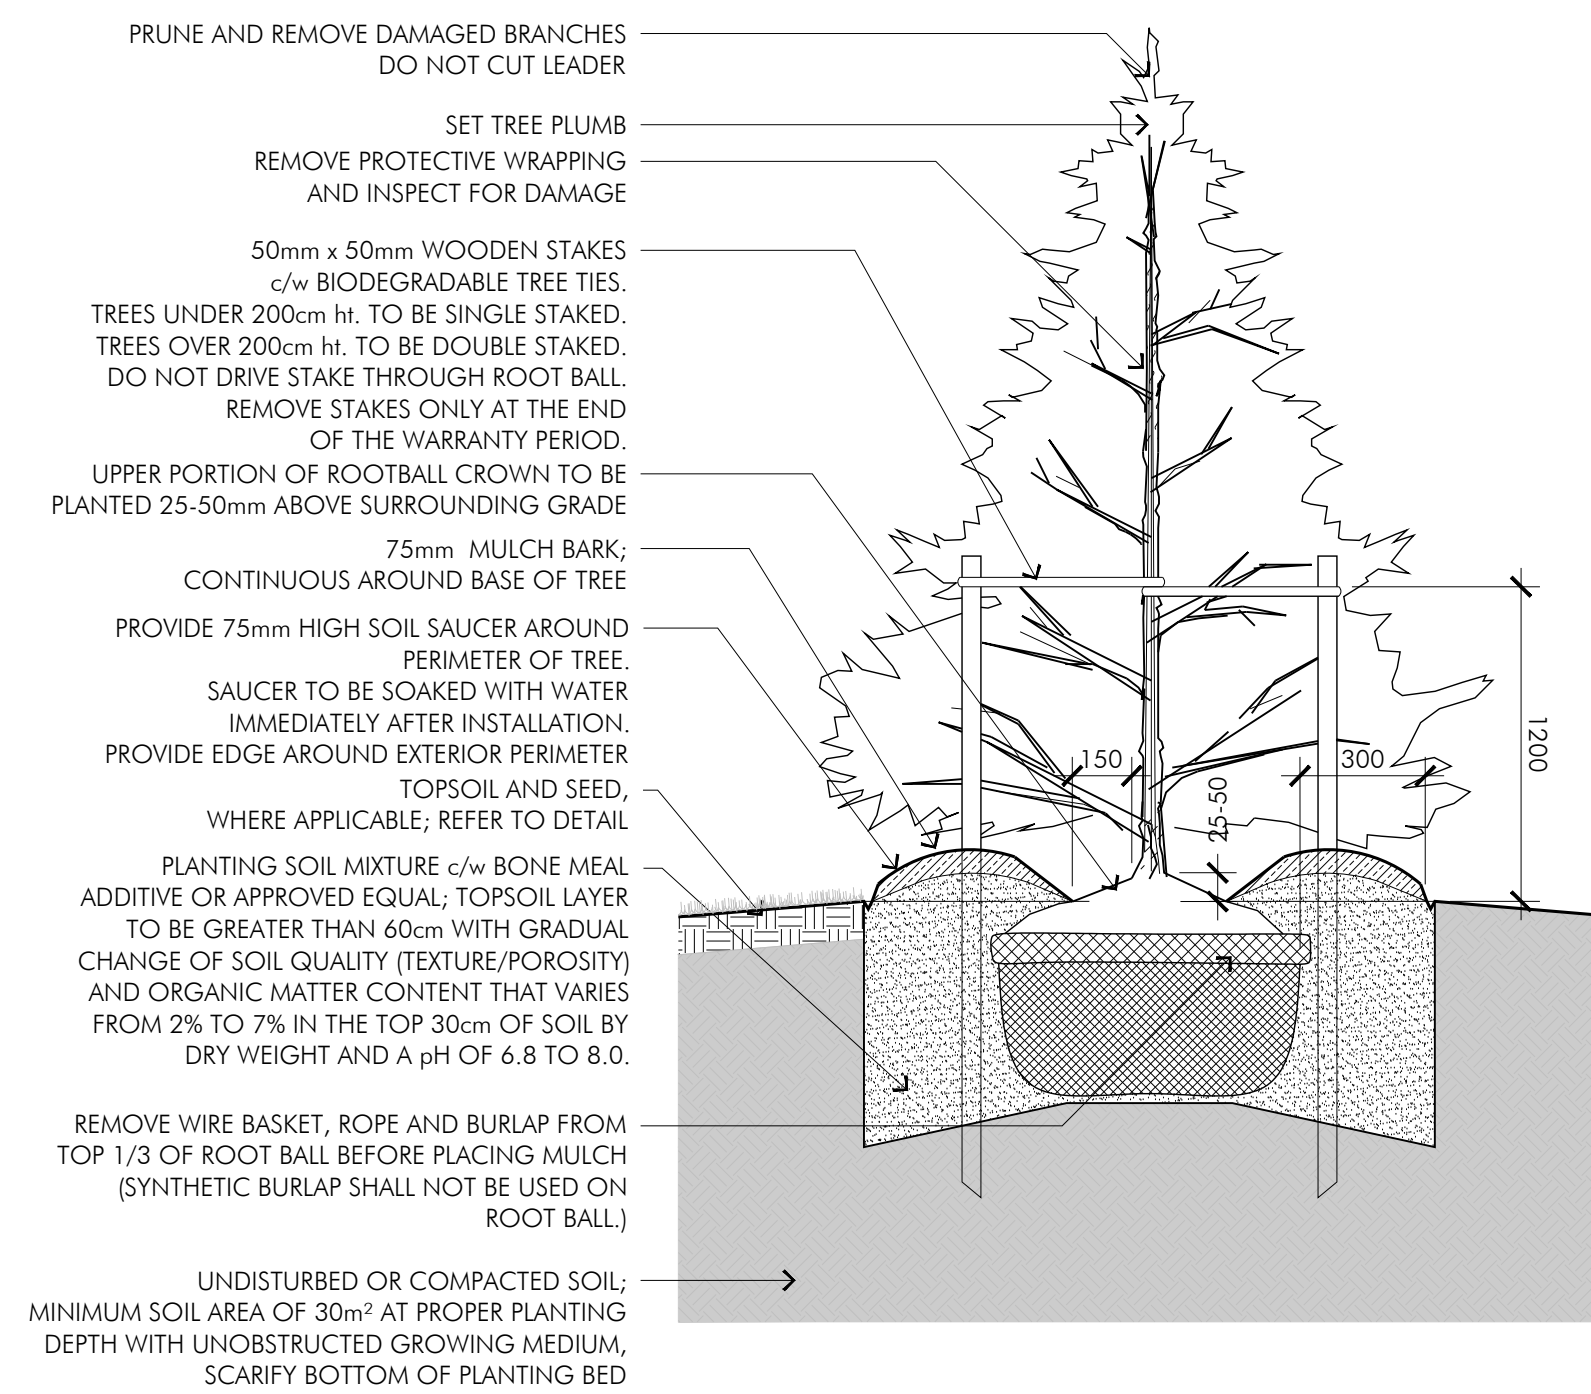 PRUNE AND REMOVE DAMAGED BRANCHES
DO NOT CUT LEADER
SET TREE PLUMB
REMOVE PROTECTIVE WRAPPING
AND INSPECT FOR DAMAGE
50mm x 50mm WOODEN STAKES
c/w BIODEGRADABLE TREE TIES.
TREES UNDER 200cm ht. TO BE SINGLE STAKED.
TREES OVER 200cm ht. TO BE DOUBLE STAKED.
DO NOT DRIVE STAKE THROUGH ROOT BALL.
REMOVE STAKES ONLY AT THE END
OF THE WARRANTY PERIOD.
UPPER PORTION OF ROOTBALL CROWN TO BE
PLANTED 25-50mm ABOVE SURROUNDING GRADE
75mm  MULCH BARK;
CONTINUOUS AROUND BASE OF TREE
PROVIDE 75mm HIGH SOIL SAUCER AROUND
PERIMETER OF TREE.
SAUCER TO BE SOAKED WITH WATER
IMMEDIATELY AFTER INSTALLATION.
PROVIDE EDGE AROUND EXTERIOR PERIMETER
TOPSOIL AND SEED,
WHERE APPLICABLE; REFER TO DETAIL
PLANTING SOIL MIXTURE c/w BONE MEAL
ADDITIVE OR APPROVED EQUAL; TOPSOIL LAYER
TO BE GREATER THAN 60cm WITH GRADUAL
CHANGE OF SOIL QUALITY (TEXTURE/POROSITY)
AND ORGANIC MATTER CONTENT THAT VARIES
FROM 2% TO 7% IN THE TOP 30cm OF SOIL BY
DRY WEIGHT AND A pH OF 6.8 TO 8.0.
REMOVE WIRE BASKET, ROPE AND BURLAP FROM
TOP 1/3 OF ROOT BALL BEFORE PLACING MULCH
(SYNTHETIC BURLAP SHALL NOT BE USED ON
ROOT BALL.)
UNDISTURBED OR COMPACTED SOIL;
MINIMUM SOIL AREA OF 30m² AT PROPER PLANTING
DEPTH WITH UNOBSTRUCTED GROWING MEDIUM,
SCARIFY BOTTOM OF PLANTING BED
150
25-50
300
1200